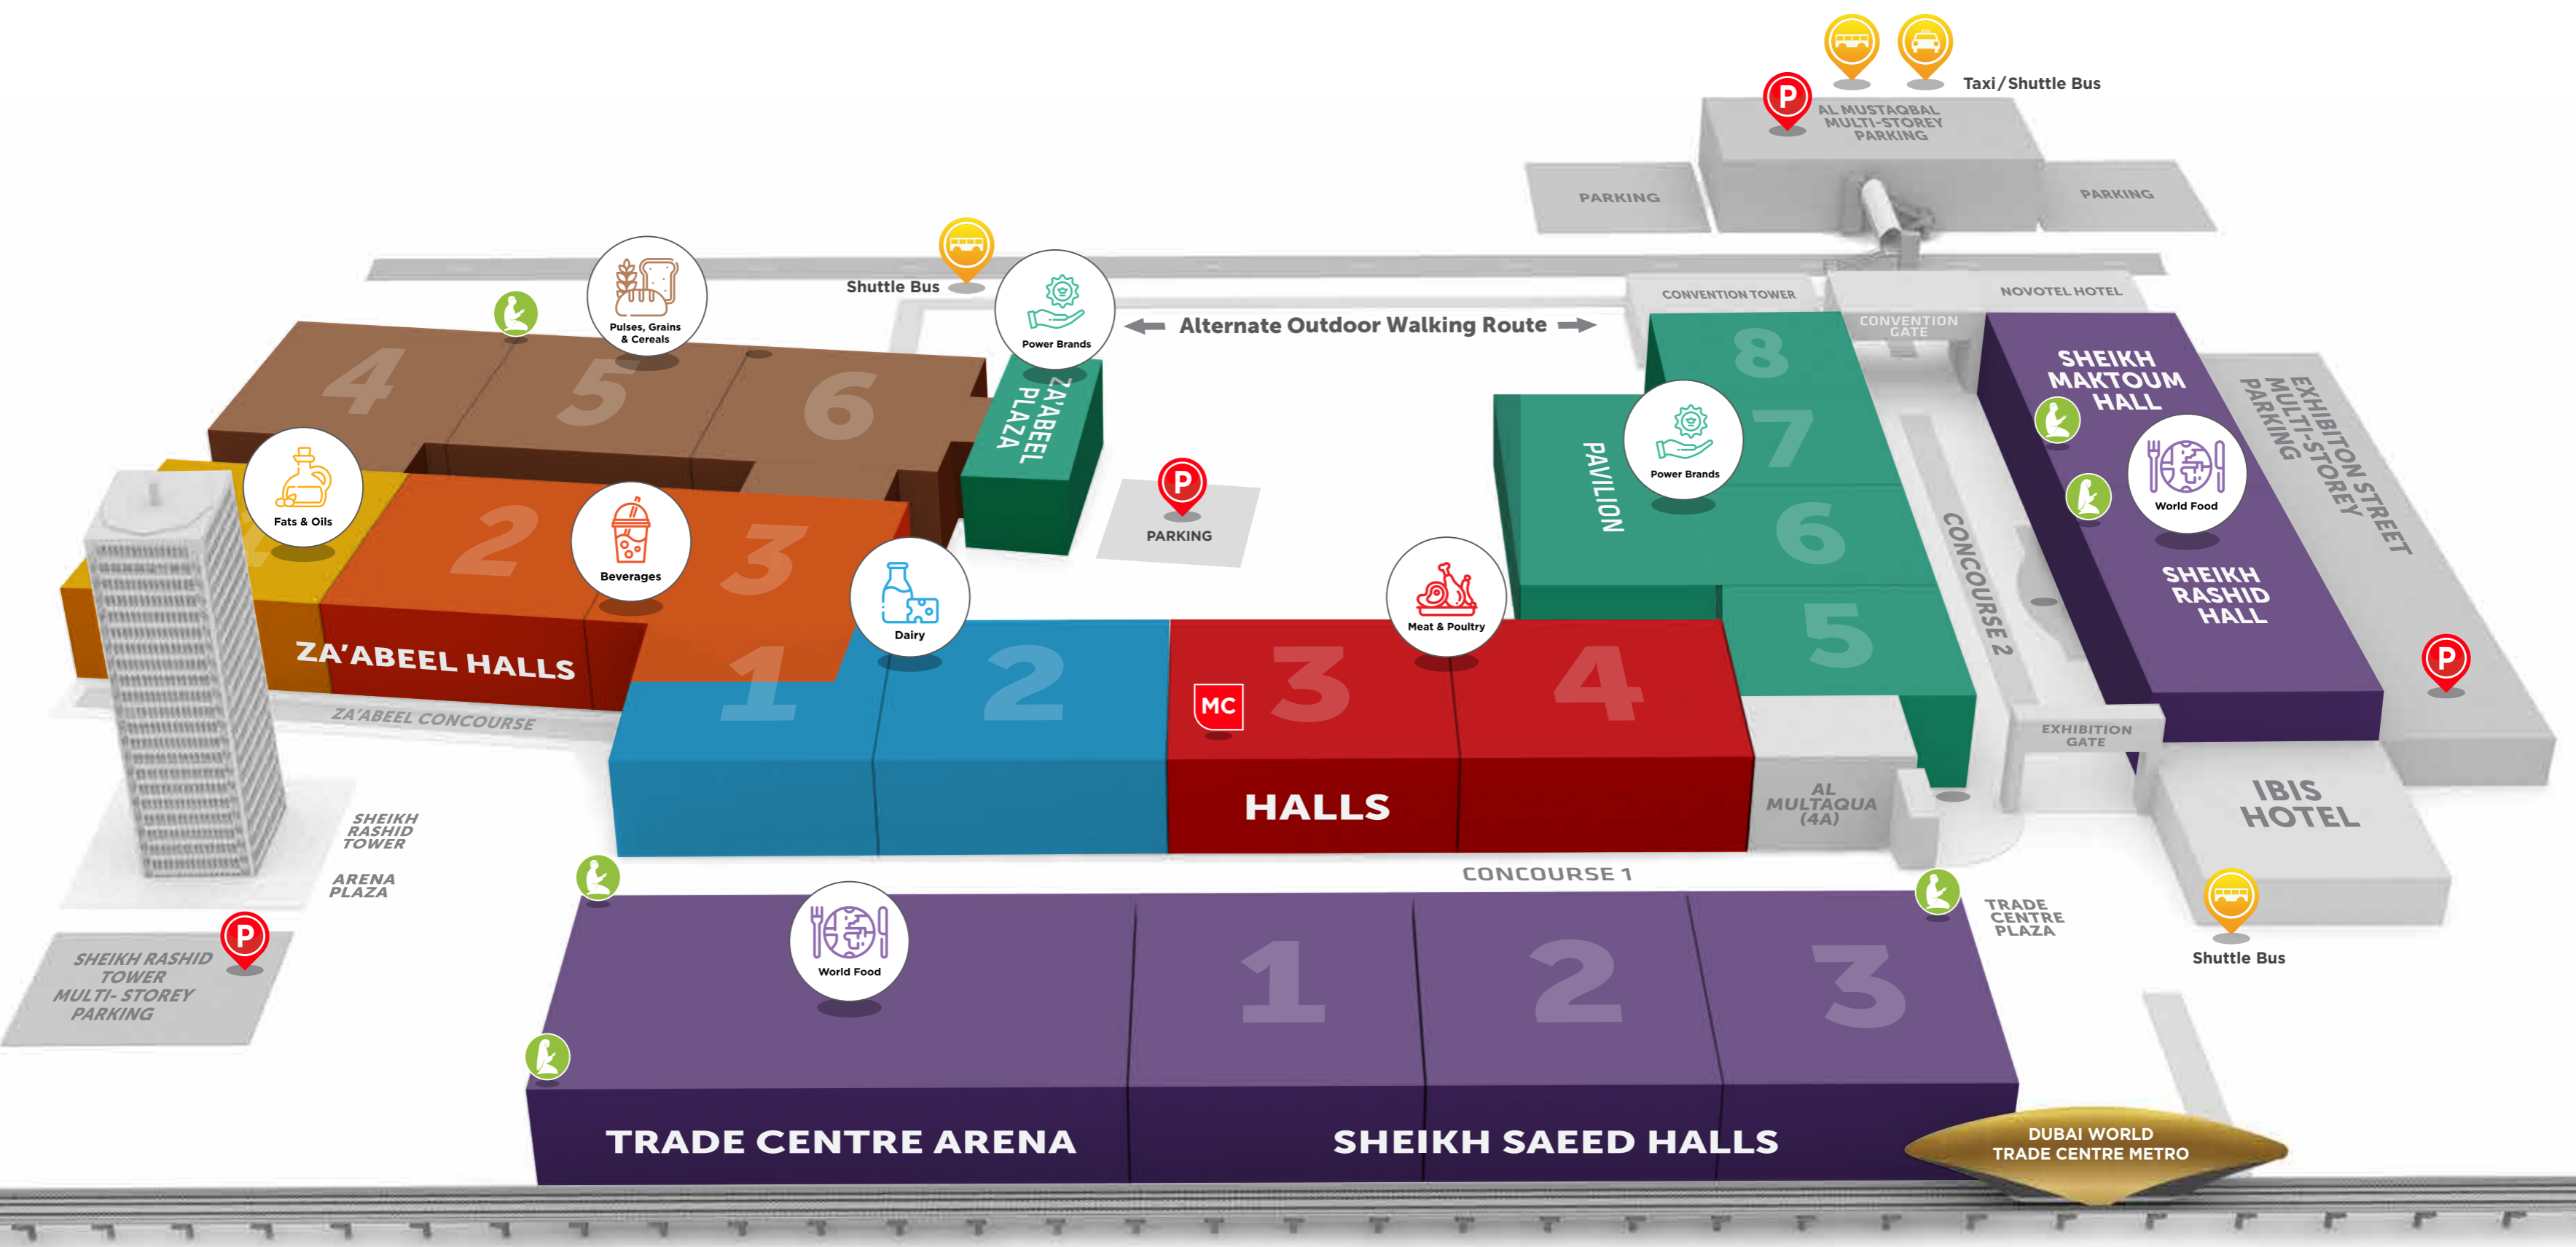 Taxi/Shuttle Bus
P
AL MUSTAQBAL
MULTI-STOREY
PARKING
PARKING
PARKING
Shuttle Bus
Pulses, Grains
& Cereals
Power Brands
Alternate Outdoor Walking Route
CONVENTION TOWER
NOVOTEL HOTEL
CONVENTION
GATE
4
5
6
ZA'ABEEL
PLAZA
8
7
6
5
PAVILION
Power Brands
SHEIKH
MAKTOUM
HALL
World Food
SHEIKH
RASHID
HALL
EXHIBITION STREET
MULTI-STOREY
PARKING
P
CONCOURSE 2
Fats & Oils
1
2
3
Beverages
ZA'ABEEL HALLS
ZA'ABEEL CONCOURSE
P
PARKING
Dairy
Meat & Poultry
1
2
MC
3
4
HALLS
AL
MULTAQUA
(4A)
EXHIBITION
GATE
IBIS
HOTEL
SHEIKH
RASHID
TOWER
ARENA
PLAZA
CONCOURSE 1
TRADE
CENTRE
PLAZA
Shuttle Bus
P
SHEIKH RASHID
TOWER
MULTI- STOREY
PARKING
World Food
1
2
3
TRADE CENTRE ARENA
SHEIKH SAEED HALLS
DUBAI WORLD
TRADE CENTRE METRO